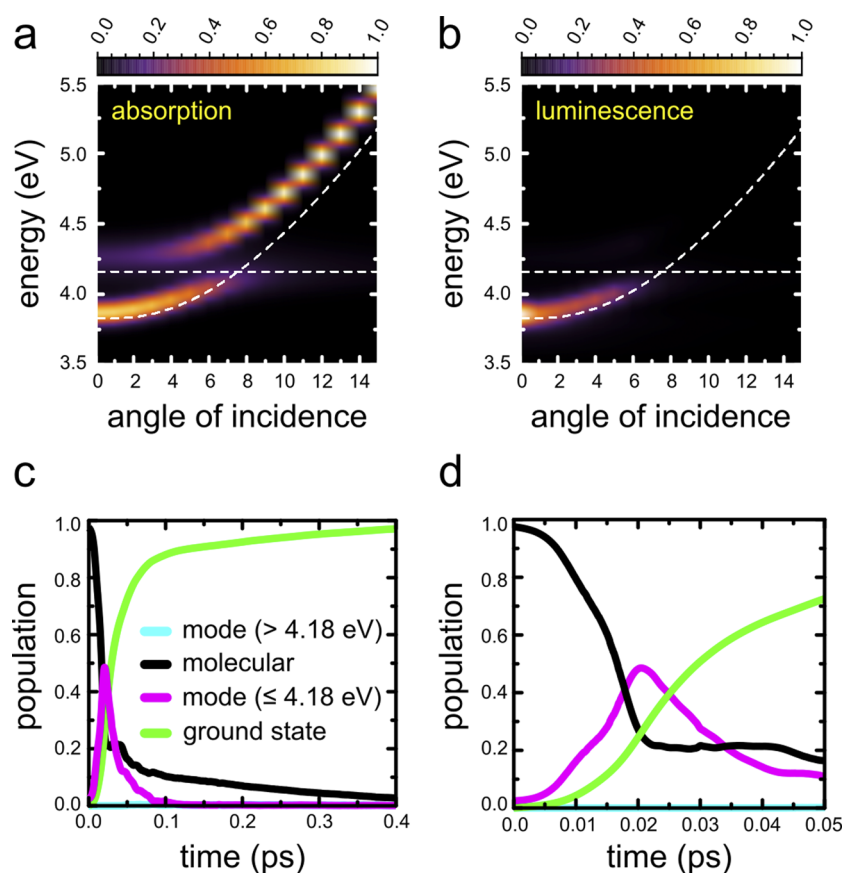 a
0.0 0.2 0.4 0.6 0.8 1.0
absorption
5.5
5.0
4.5
4.0
3.5
energy (eV)
0 2 4 6 8 10 12 14
angle of incidence
b
0.0 0.2 0.4 0.6 0.8 1.0
luminescence
5.5
5.0
4.5
4.0
3.5
energy (eV)
0 2 4 6 8 10 12 14
angle of incidence
c
1.0
0.8
0.6
0.4
0.2
0.0
population
mode (> 4.18 eV)
molecular
mode (≤ 4.18 eV)
ground state
0.0 0.1 0.2 0.3 0.4
time (ps)
d
1.0
0.8
0.6
0.4
0.2
0.0
population
0.0 0.01 0.02 0.03 0.04 0.05
time (ps)